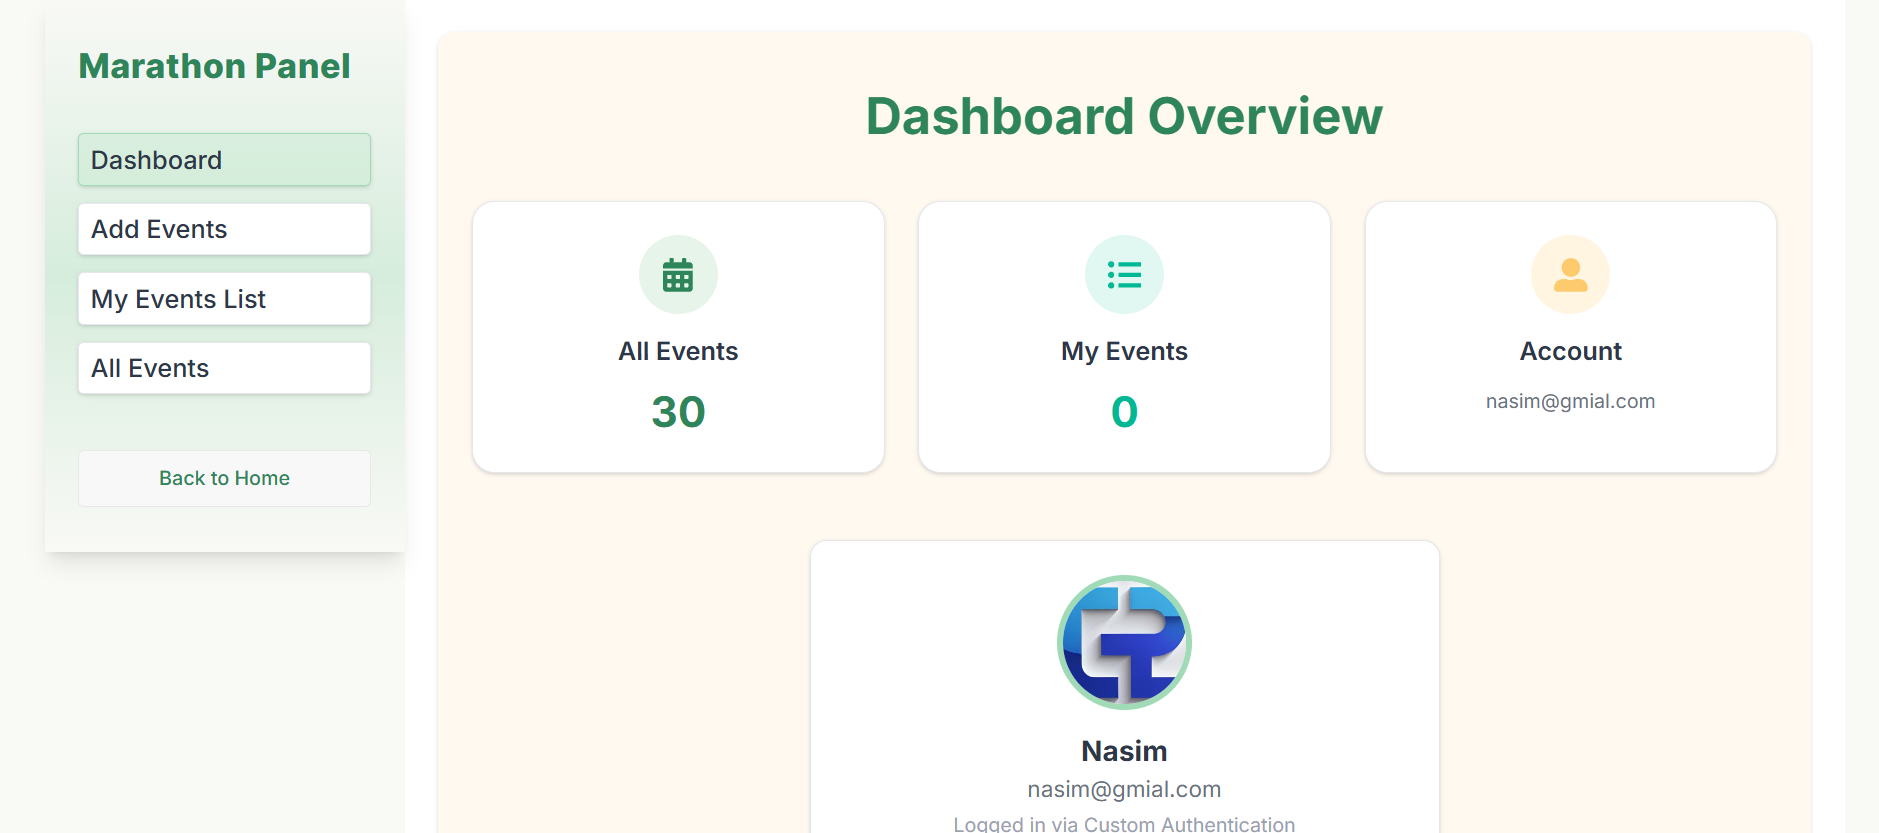 Marathon Panel
Dashboard
Add Events
My Events List
All Events
Back to Home
Dashboard Overview
All Events
30
My Events
0
Account
nasim@gmial.com
Nasim
nasim@gmial.com
Logged in via Custom Authentication